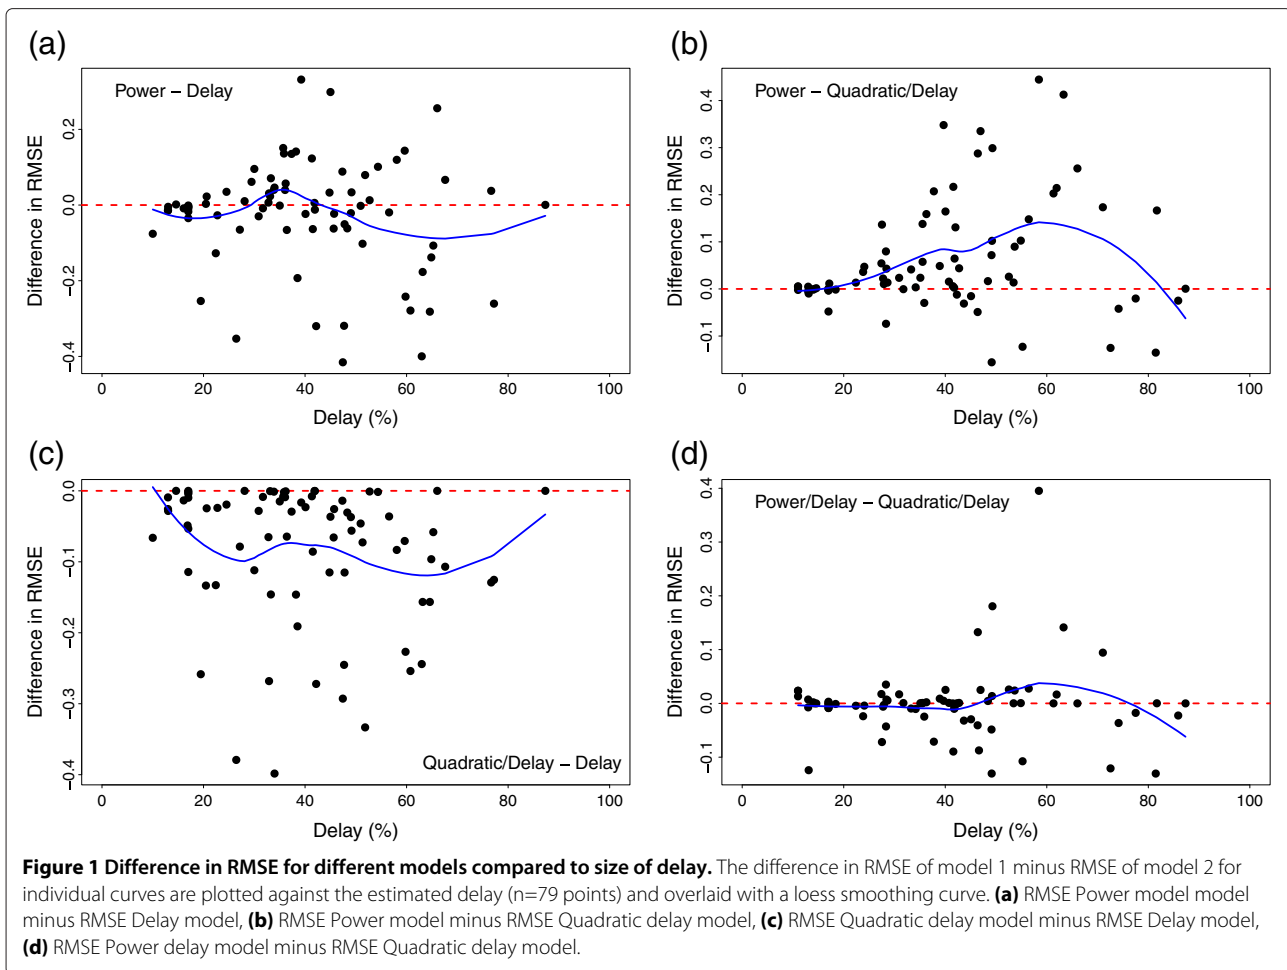 (a)
Power – Delay
Difference in RMSE
0.2
0.0
−0.2
−0.4
0 20 40 60 80 100
Delay (%)
(b)
Power – Quadratic/Delay
Difference in RMSE
0.4
0.3
0.2
0.1
0.0
−0.1
0 20 40 60 80 100
Delay (%)
(c)
Difference in RMSE
0.0
−0.1
−0.2
−0.3
−0.4
Quadratic/Delay – Delay
0 20 40 60 80 100
Delay (%)
(d)
Power/Delay – Quadratic/Delay
Difference in RMSE
0.4
0.3
0.2
0.1
0.0
−0.1
0 20 40 60 80 100
Delay (%)
Figure 1 Difference in RMSE for different models compared to size of delay. The difference in RMSE of model 1 minus RMSE of model 2 for
individual curves are plotted against the estimated delay (n=79 points) and overlaid with a loess smoothing curve. (a) RMSE Power model model
minus RMSE Delay model, (b) RMSE Power model minus RMSE Quadratic delay model, (c) RMSE Quadratic delay model minus RMSE Delay model,
(d) RMSE Power delay model minus RMSE Quadratic delay model.